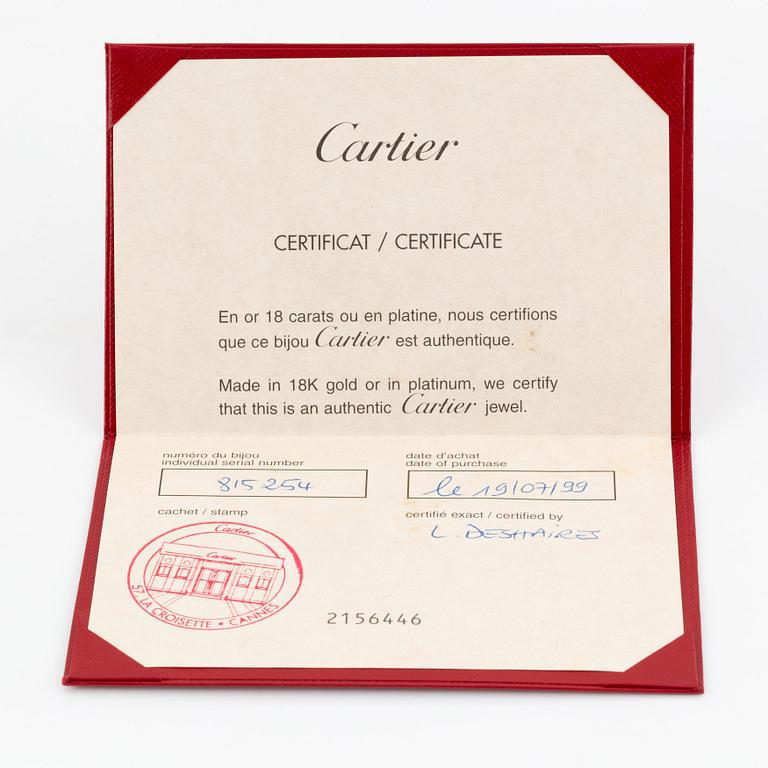 Cartier
CERTIFICAT / CERTIFICATE
En or 18 carats ou en platine, nous certifions
que ce bijou Cartier est authentique.
Made in 18K gold or in platinum, we certify
that this is an authentic Cartier jewel.
numéro du bijou
individual serial number
815254
date d'achat
date of purchase
le 19/07/99
cachet / stamp
certifié exact / certified by
L. DESHAIRES
Cartier
Cartier
57, LA CROISETTE • CANNES
2156446